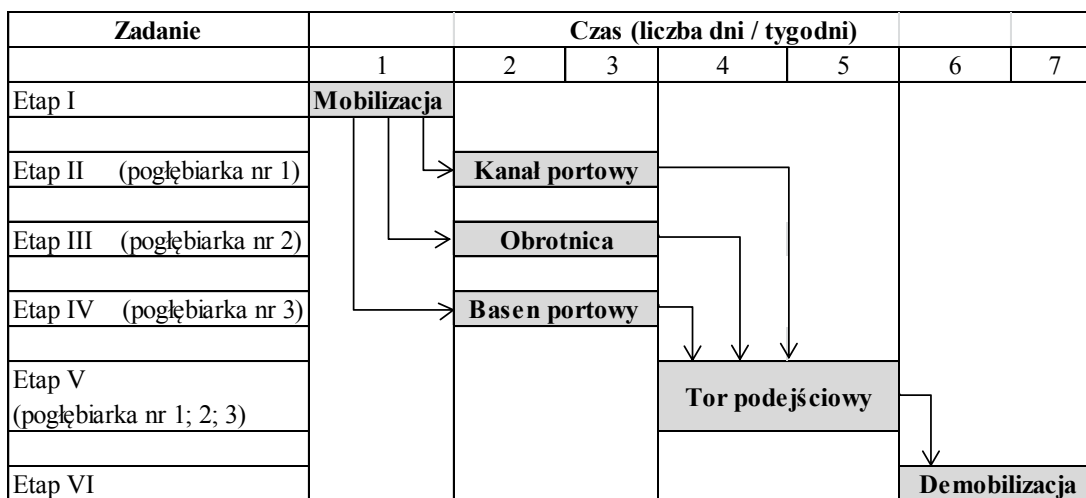 Zadanie Czas (liczba dni / tygodni)
1 2 3 4 5 6 7
Etap I Mobilizacja
Etap II (pogłębiarka nr 1) Kanał portowy
Etap III (pogłębiarka nr 2) Obrotnica
Etap IV (pogłębiarka nr 3) Basen portowy
Etap V
(pogłębiarka nr 1; 2; 3) Tor podejściowy
Etap VI Demobilizacja